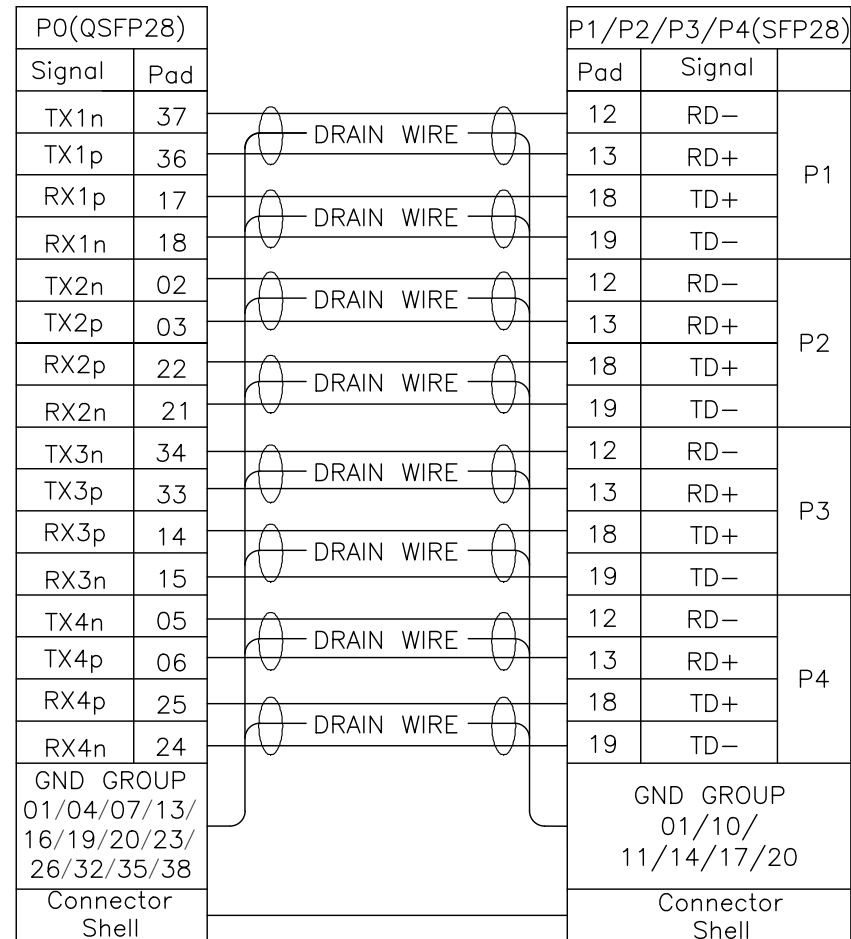 P0(QSFP28) P1/P2/P3/P4(SFP28)
Signal Pad Pad Signal
TX1n 37 DRAIN WIRE 12 RD−
TX1p 36 13 RD+ P1
RX1p 17 DRAIN WIRE 18 TD+
RX1n 18 19 TD−
TX2n 02 DRAIN WIRE 12 RD−
TX2p 03 13 RD+ P2
RX2p 22 DRAIN WIRE 18 TD+
RX2n 21 19 TD−
TX3n 34 DRAIN WIRE 12 RD−
TX3p 33 13 RD+ P3
RX3p 14 DRAIN WIRE 18 TD+
RX3n 15 19 TD−
TX4n 05 DRAIN WIRE 12 RD−
TX4p 06 13 RD+ P4
RX4p 25 DRAIN WIRE 18 TD+
RX4n 24 19 TD−
GND GROUP
01/04/07/13/
16/19/20/23/
26/32/35/38
GND GROUP
01/10/
11/14/17/20
Connector
Shell
Connector
Shell